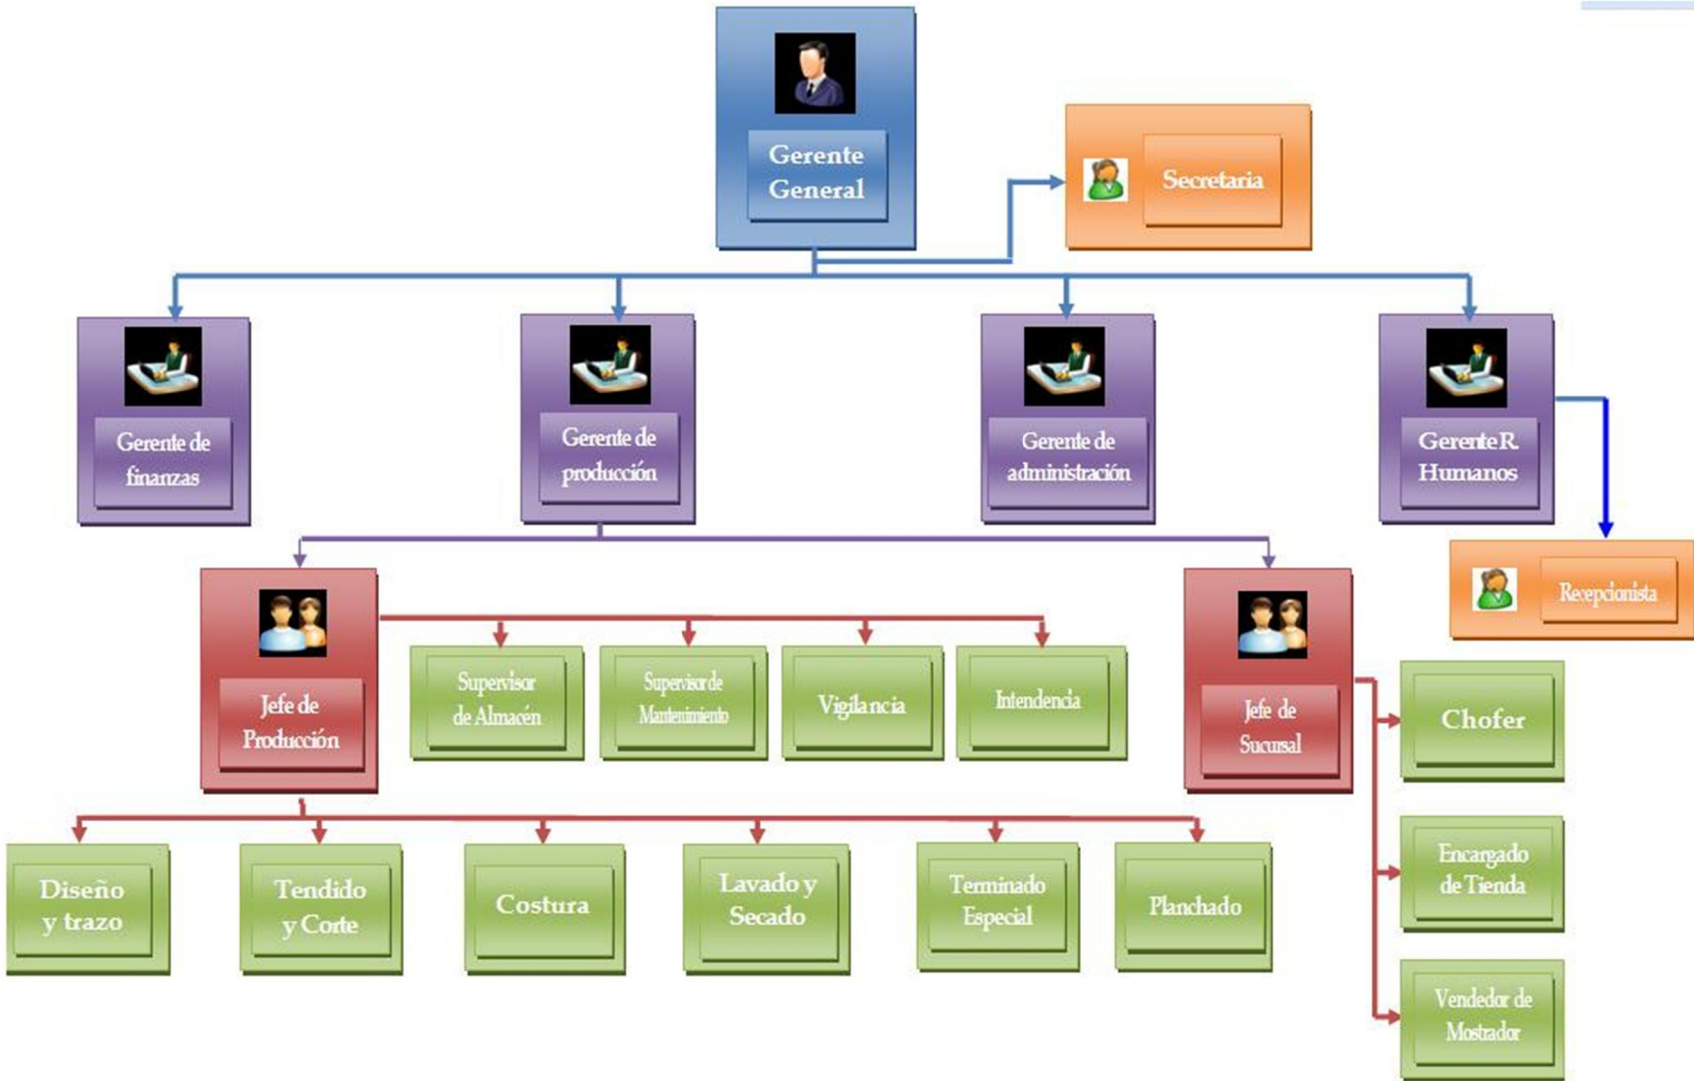 Gerente
General
Secretaria
Gerente de
finanzas
Gerente de
producción
Gerente de
administración
Gerente R.
Humanos
Recepcionista
Jefe de
Producción
Supervisor
de Almacén
Supervisor de
Mantenimiento
Vigilancia
Intendencia
Jefe de
Sucursal
Chofer
Encargado
de Tienda
Vendedor de
Mostrador
Diseño
y trazo
Tendido
y Corte
Costura
Lavado y
Secado
Terminado
Especial
Planchado